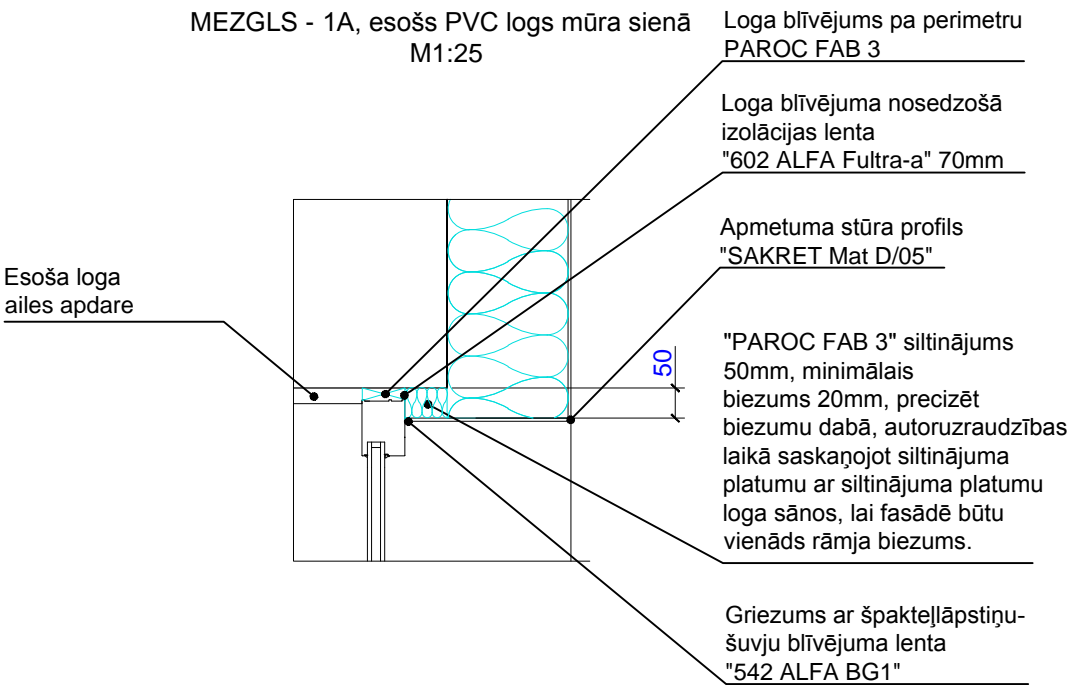 MEZGLS - 1A, esošs PVC logs mūra sienā
M1:25
Loga blīvējums pa perimetru
PAROC FAB 3
Loga blīvējuma nosedzošā
izolācijas lenta
"602 ALFA Fultra-a" 70mm
Apmetuma stūra profils
"SAKRET Mat D/05"
Esoša loga
ailes apdare
50
"PAROC FAB 3" siltinājums
50mm, minimālais
biezums 20mm, precizēt
biezumu dabā, autoruzraudzības
laikā saskaņojot siltinājuma
platumu ar siltinājuma platumu
loga sānos, lai fasādē būtu
vienāds rāmja biezums.
Griezums ar špakteļlāpstiņu-
šuvju blīvējuma lenta
"542 ALFA BG1"